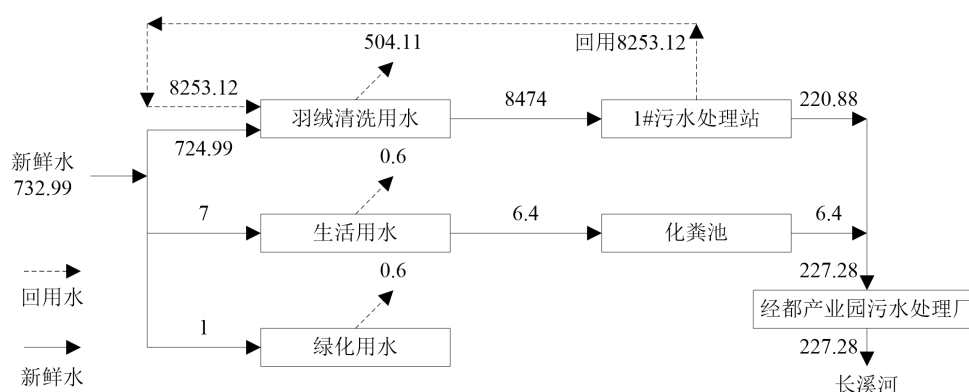 504.11
回用8253.12
8253.12
羽绒清洗用水
8474
1#污水处理站
220.88
724.99
新鲜水
732.99
0.6
7
生活用水
6.4
化粪池
6.4
227.28
0.6
回用水
1
绿化用水
经都产业园污水处理厂
227.28
新鲜水
长溪河